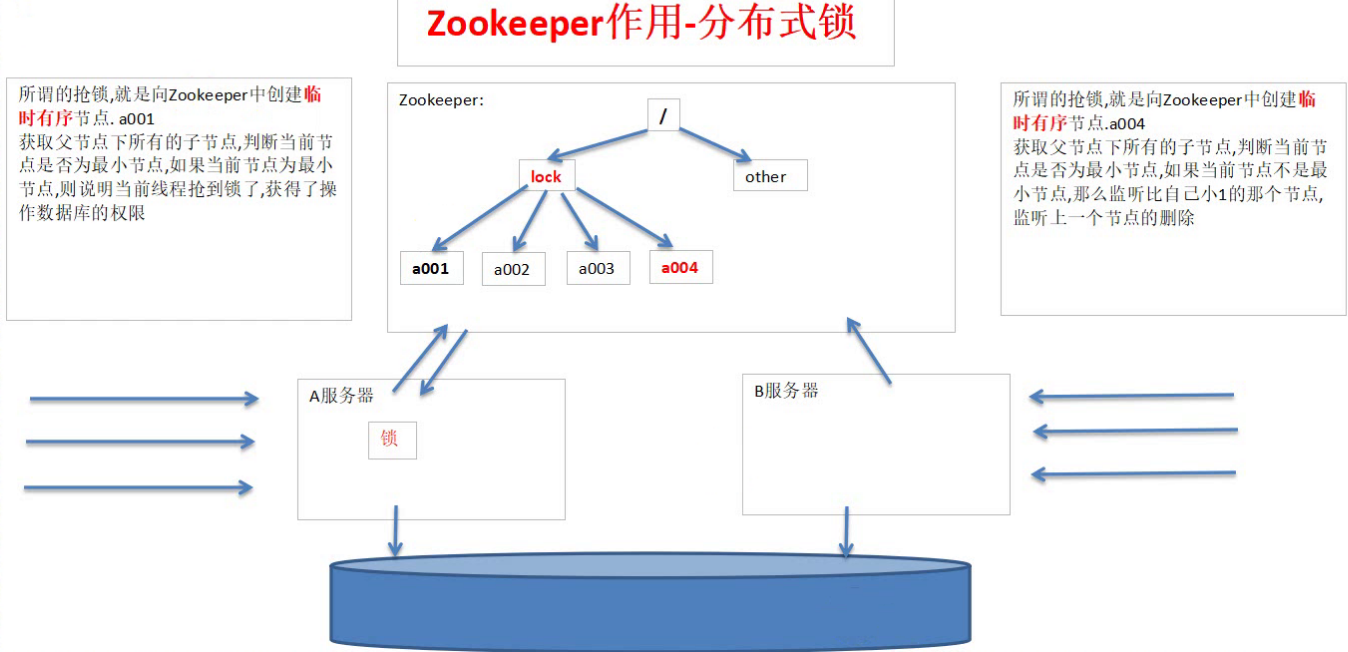 Zookeeper作用-分布式锁
所谓的抢锁,就是向Zookeeper中创建临
时有序节点. a001
获取父节点下所有的子节点,判断当前节
点是否为最小节点,如果当前节点为最小
节点,则说明当前线程抢到锁了,获得了操
作数据库的权限
Zookeeper:
/
lock
other
a001
a002
a003
a004
所谓的抢锁,就是向Zookeeper中创建临
时有序节点.a004
获取父节点下所有的子节点,判断当前节
点是否为最小节点,如果当前节点不是最
小节点,那么监听比自己小1的那个节点,
监听上一个节点的删除
A服务器
锁
B服务器